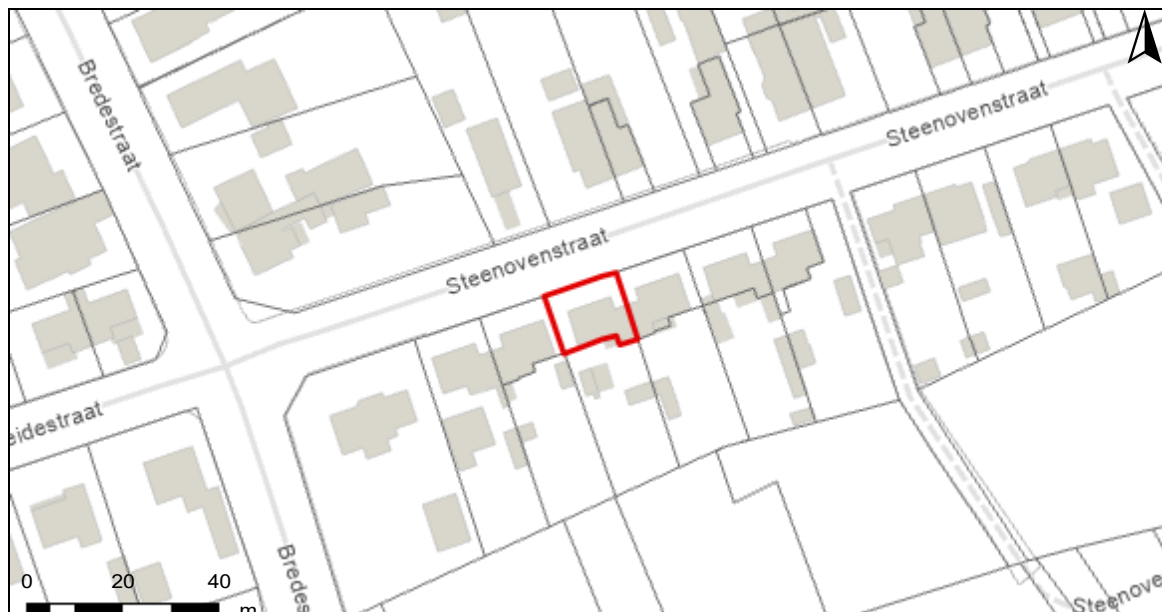 Bredestraat
Steenovenstraat
Steenovenstraat
eidestraat
Bredes
Steenove
0 20 40
m